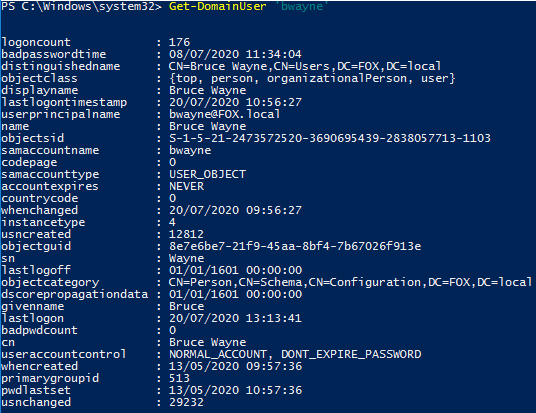 PS C:\Windows\system32> Get-DomainUser 'bwayne'
logoncount : 176
badpasswordtime : 08/07/2020 11:34:04
distinguishedname : CN=Bruce Wayne,CN=Users,DC=FOX,DC=local
objectclass : {top, person, organizationalPerson, user}
displayname : Bruce Wayne
lastlogontimestamp : 20/07/2020 10:56:27
userprincipalname : bwayne@FOX.local
name : Bruce Wayne
objectsid : S-1-5-21-2473572520-3690695439-2838057713-1103
samaccountname : bwayne
codepage : 0
samaccounttype : USER_OBJECT
accountexpires : NEVER
countrycode : 0
whenchanged : 20/07/2020 09:56:27
instancetype : 4
usncreated : 12812
objectguid : 8e7e6be7-21f9-45aa-8bf4-7b67026f913e
sn : Wayne
lastlogoff : 01/01/1601 00:00:00
objectcategory : CN=Person,CN=Schema,CN=Configuration,DC=FOX,DC=local
dscorepropagationdata : 01/01/1601 00:00:00
givenname : Bruce
lastlogon : 20/07/2020 13:13:41
badpwdcount : 0
cn : Bruce Wayne
useraccountcontrol : NORMAL_ACCOUNT, DONT_EXPIRE_PASSWORD
whencreated : 13/05/2020 09:57:36
primarygroupid : 513
pwdlastset : 13/05/2020 10:57:36
usnchanged : 29232